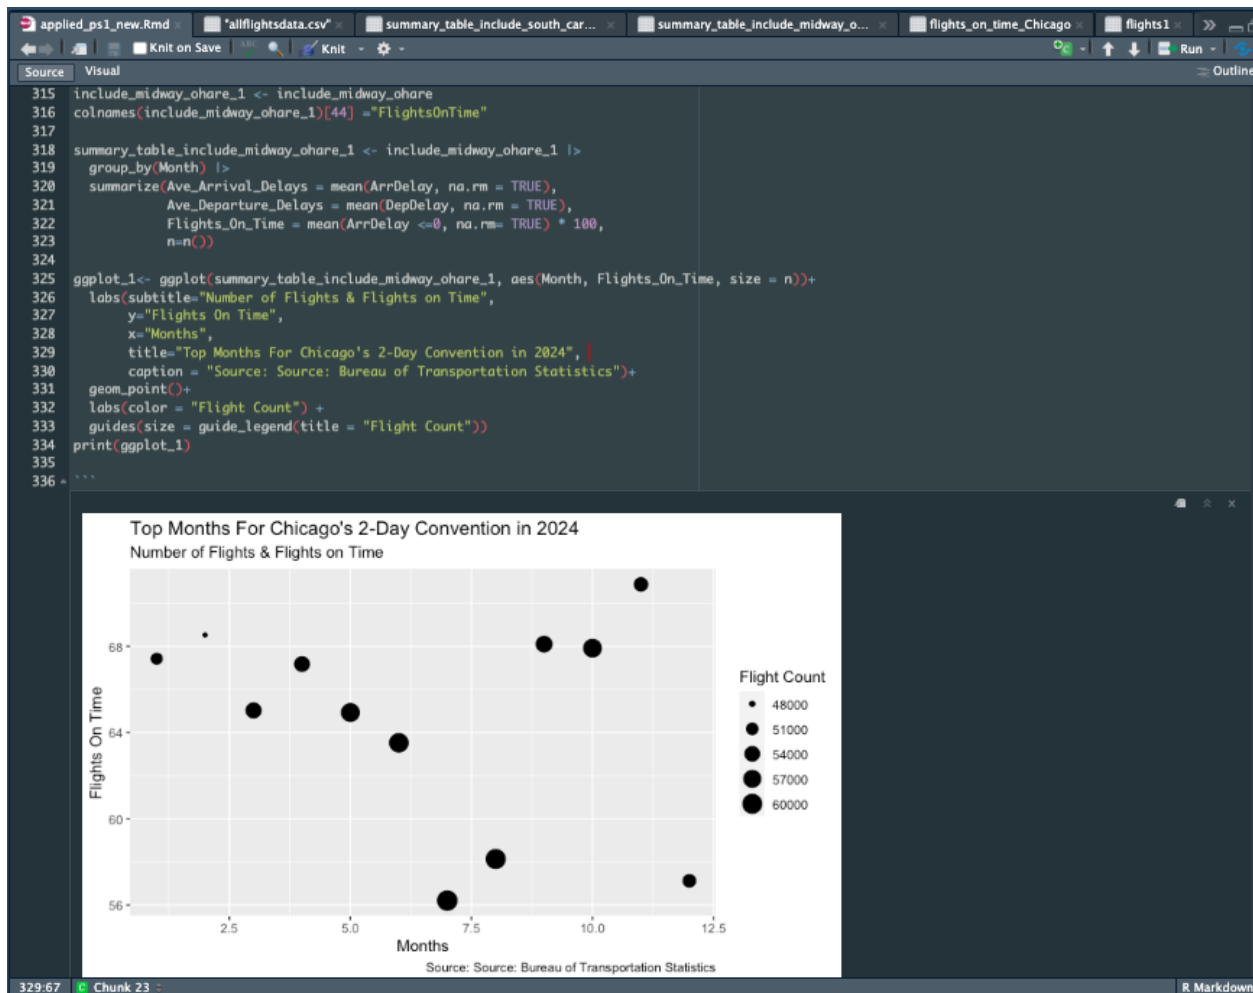 applied_ps1_new.Rmd × "allflightsdata.csv" × summary_table_include_south_car... × summary_table_include_midway_o... × flights_on_time_Chicago × flights1 ×
Knit on Save ABC Knit Run
Source Visual Outline
315 include_midway_ohare_1 <- include_midway_ohare
316 colnames(include_midway_ohare_1)[44] ="FlightsOnTime"
317
318 summary_table_include_midway_ohare_1 <- include_midway_ohare_1 |>
319 group_by(Month) |>
320 summarize(Ave_Arrival_Delays = mean(ArrDelay, na.rm = TRUE),
321 Ave_Departure_Delays = mean(DepDelay, na.rm = TRUE),
322 Flights_On_Time = mean(ArrDelay <=0, na.rm= TRUE) * 100,
323 n=n())
324
325 ggplot_1<- ggplot(summary_table_include_midway_ohare_1, aes(Month, Flights_On_Time, size = n))+
326 labs(subtitle="Number of Flights & Flights on Time",
327 y="Flights On Time",
328 x="Months",
329 title="Top Months For Chicago's 2-Day Convention in 2024",
330 caption = "Source: Source: Bureau of Transportation Statistics")+
331 geom_point()+
332 labs(color = "Flight Count") +
333 guides(size = guide_legend(title = "Flight Count"))
334 print(ggplot_1)
335
336 ```
Top Months For Chicago's 2-Day Convention in 2024
Number of Flights & Flights on Time
68
64
60
56
Flights On Time
2.5 5.0 7.5 10.0 12.5
Months
Flight Count
48000
51000
54000
57000
60000
Source: Source: Bureau of Transportation Statistics
329:67 C Chunk 23 R Markdown